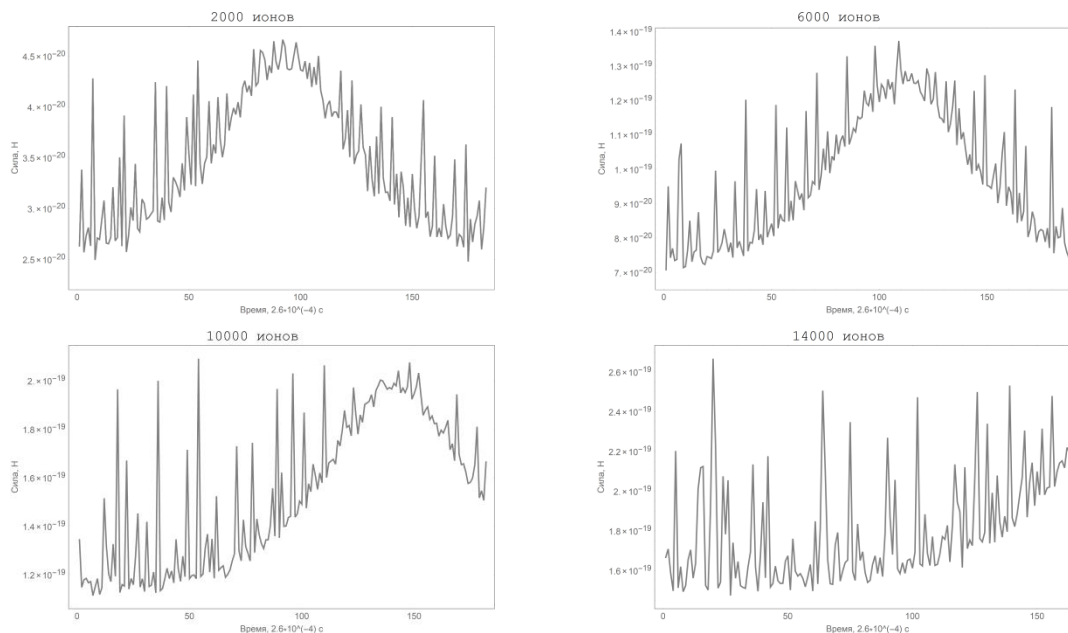 2000 ионов
4.5×10⁻²⁰
4.×10⁻²⁰
3.5×10⁻²⁰
3.×10⁻²⁰
2.5×10⁻²⁰
Сила, Н
0 50 100 150
Время, 2.6*10^(−4) с
6000 ионов
1.4×10⁻¹⁹
1.3×10⁻¹⁹
1.2×10⁻¹⁹
1.1×10⁻¹⁹
1.×10⁻¹⁹
9.×10⁻²⁰
8.×10⁻²⁰
7.×10⁻²⁰
Сила, Н
0 50 100 150
Время, 2.6*10^(−4) с
10000 ионов
2.×10⁻¹⁹
1.8×10⁻¹⁹
1.6×10⁻¹⁹
1.4×10⁻¹⁹
1.2×10⁻¹⁹
Сила, Н
0 50 100 150
Время, 2.6*10^(−4) с
14000 ионов
2.6×10⁻¹⁹
2.4×10⁻¹⁹
2.2×10⁻¹⁹
2.×10⁻¹⁹
1.8×10⁻¹⁹
1.6×10⁻¹⁹
Сила, Н
0 50 100 150
Время, 2.6*10^(−4) с